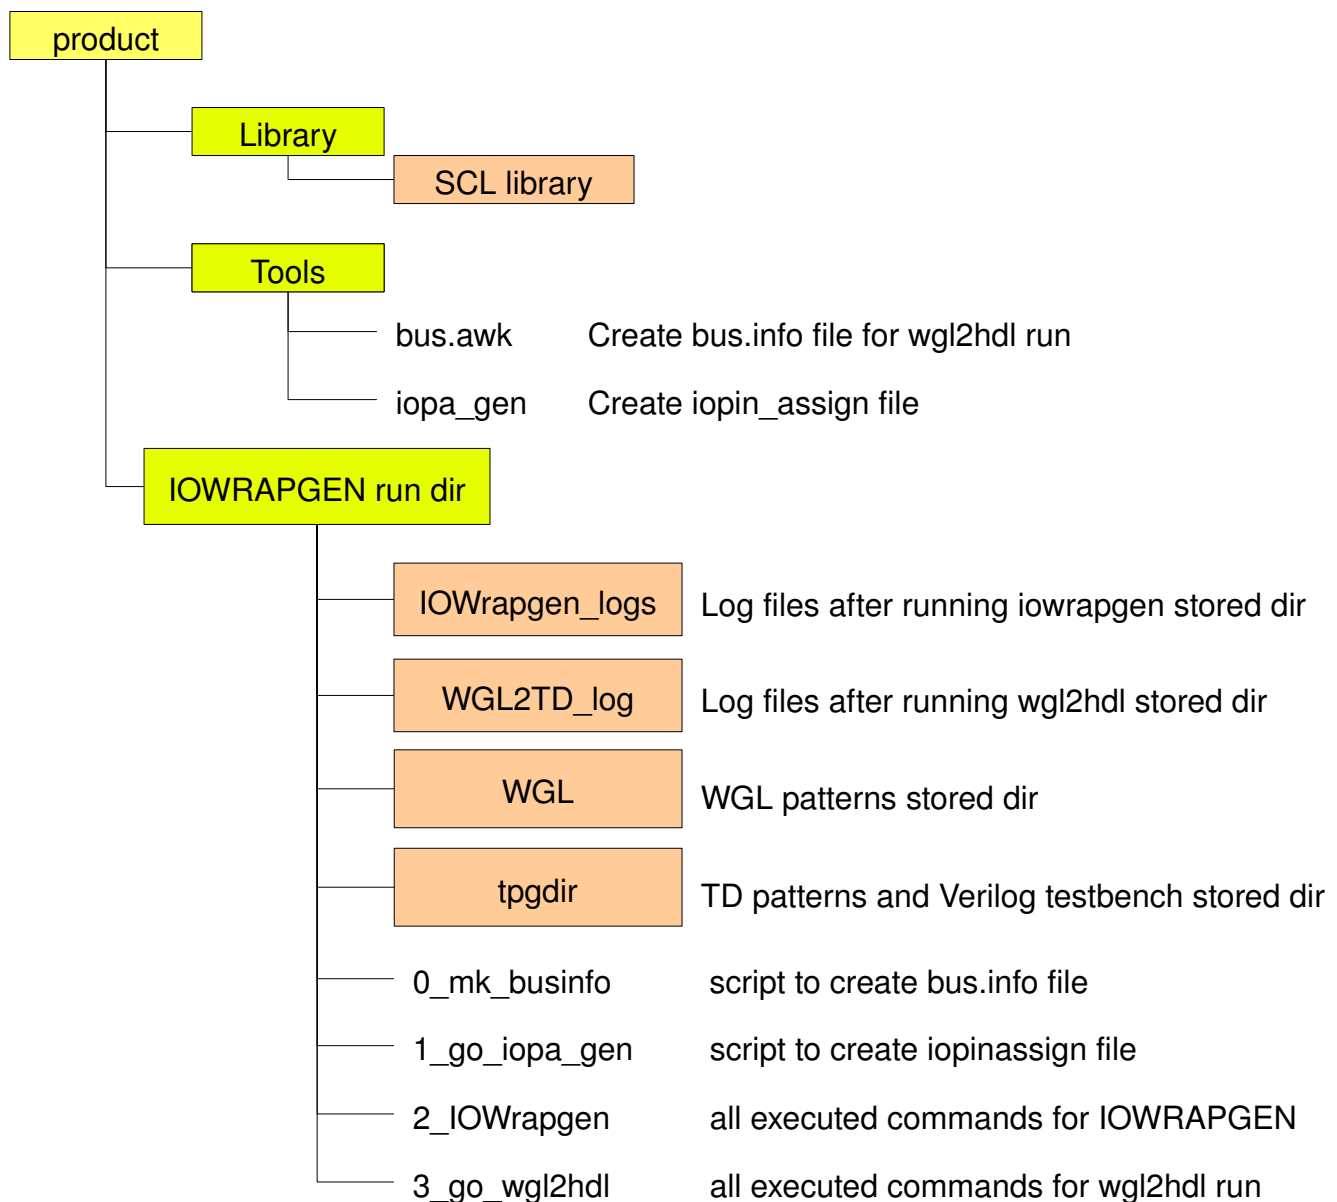 product
Library
SCL library
Tools
bus.awk Create bus.info file for wgl2hdl run
iopa_gen Create iopin_assign file
IOWRAPGEN run dir
IOWrapgen_logs Log files after running iowrapgen stored dir
WGL2TD_log Log files after running wgl2hdl stored dir
WGL WGL patterns stored dir
tpgdir TD patterns and Verilog testbench stored dir
0_mk_businfo script to create bus.info file
1_go_iopa_gen script to create iopinassign file
2_IOWrapgen all executed commands for IOWRAPGEN
3_go_wgl2hdl all executed commands for wgl2hdl run